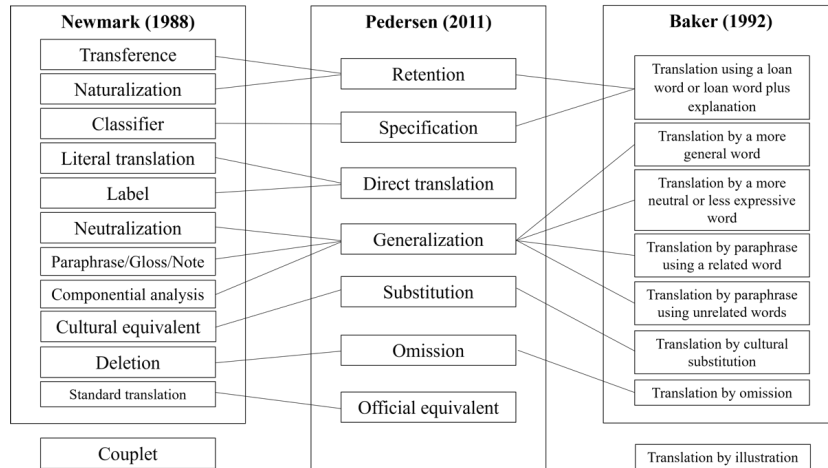 Newmark (1988)
Transference
Naturalization
Classifier
Literal translation
Label
Neutralization
Paraphrase/Gloss/Note
Componential analysis
Cultural equivalent
Deletion
Standard translation
Couplet
Pedersen (2011)
Retention
Specification
Direct translation
Generalization
Substitution
Omission
Official equivalent
Baker (1992)
Translation using a loan
word or loan word plus
explanation
Translation by a more
general word
Translation by a more
neutral or less expressive
word
Translation by paraphrase
using a related word
Translation by paraphrase
using unrelated words
Translation by cultural
substitution
Translation by omission
Translation by illustration